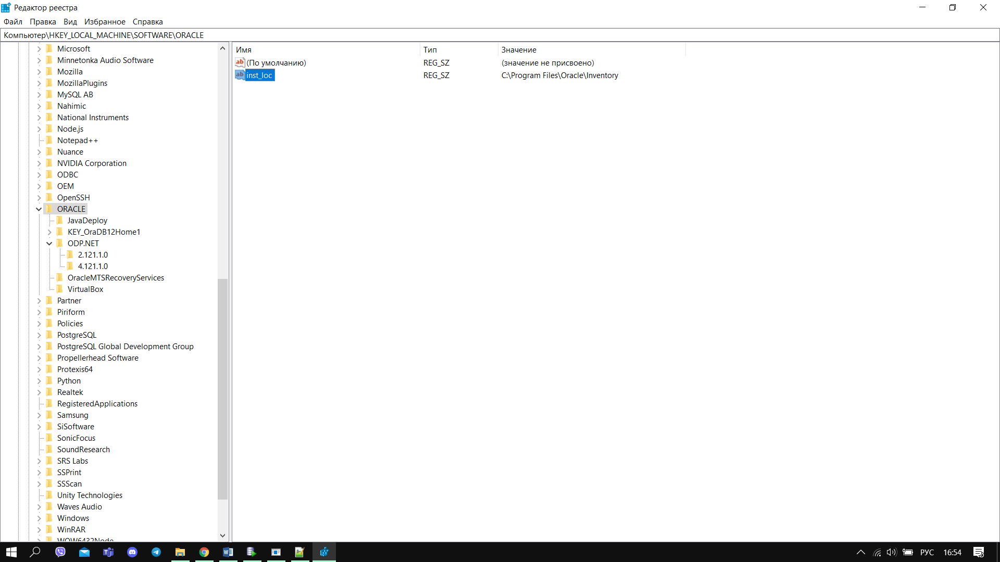 Редактор реестра
Файл Правка Вид Избранное Справка
Компьютер\HKEY_LOCAL_MACHINE\SOFTWARE\ORACLE
Microsoft
Minnetonka Audio Software
Mozilla
MozillaPlugins
MySQL AB
Nahimic
National Instruments
Node.js
Notepad++
Nuance
NVIDIA Corporation
ODBC
OEM
OpenSSH
ORACLE
JavaDeploy
KEY_OraDB12Home1
ODP.NET
2.121.1.0
4.121.1.0
OracleMTSRecoveryServices
VirtualBox
Partner
Piriform
Policies
PostgreSQL
PostgreSQL Global Development Group
Propellerhead Software
Protexis64
Python
Realtek
RegisteredApplications
Samsung
SiSoftware
SonicFocus
SoundResearch
SRS Labs
SSPrint
SSScan
Unity Technologies
Waves Audio
Windows
WinRAR
WOW6432Node
Имя Тип Значение
(По умолчанию) REG_SZ (значение не присвоено)
inst_loc REG_SZ C:\Program Files\Oracle\Inventory
РУС 16:54